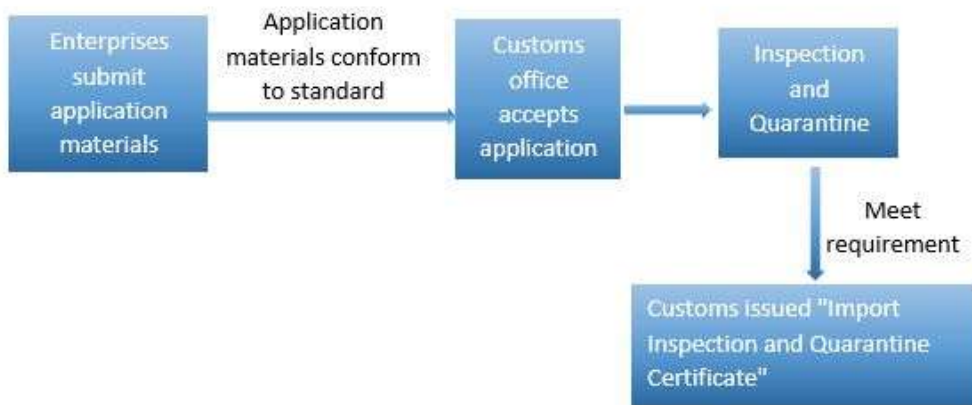 Enterprises
submit
application
materials
Application
materials conform
to standard
Customs
office
accepts
application
Inspection
and
Quarantine
Meet
requirement
Customs issued "Import
Inspection and Quarantine
Certificate"